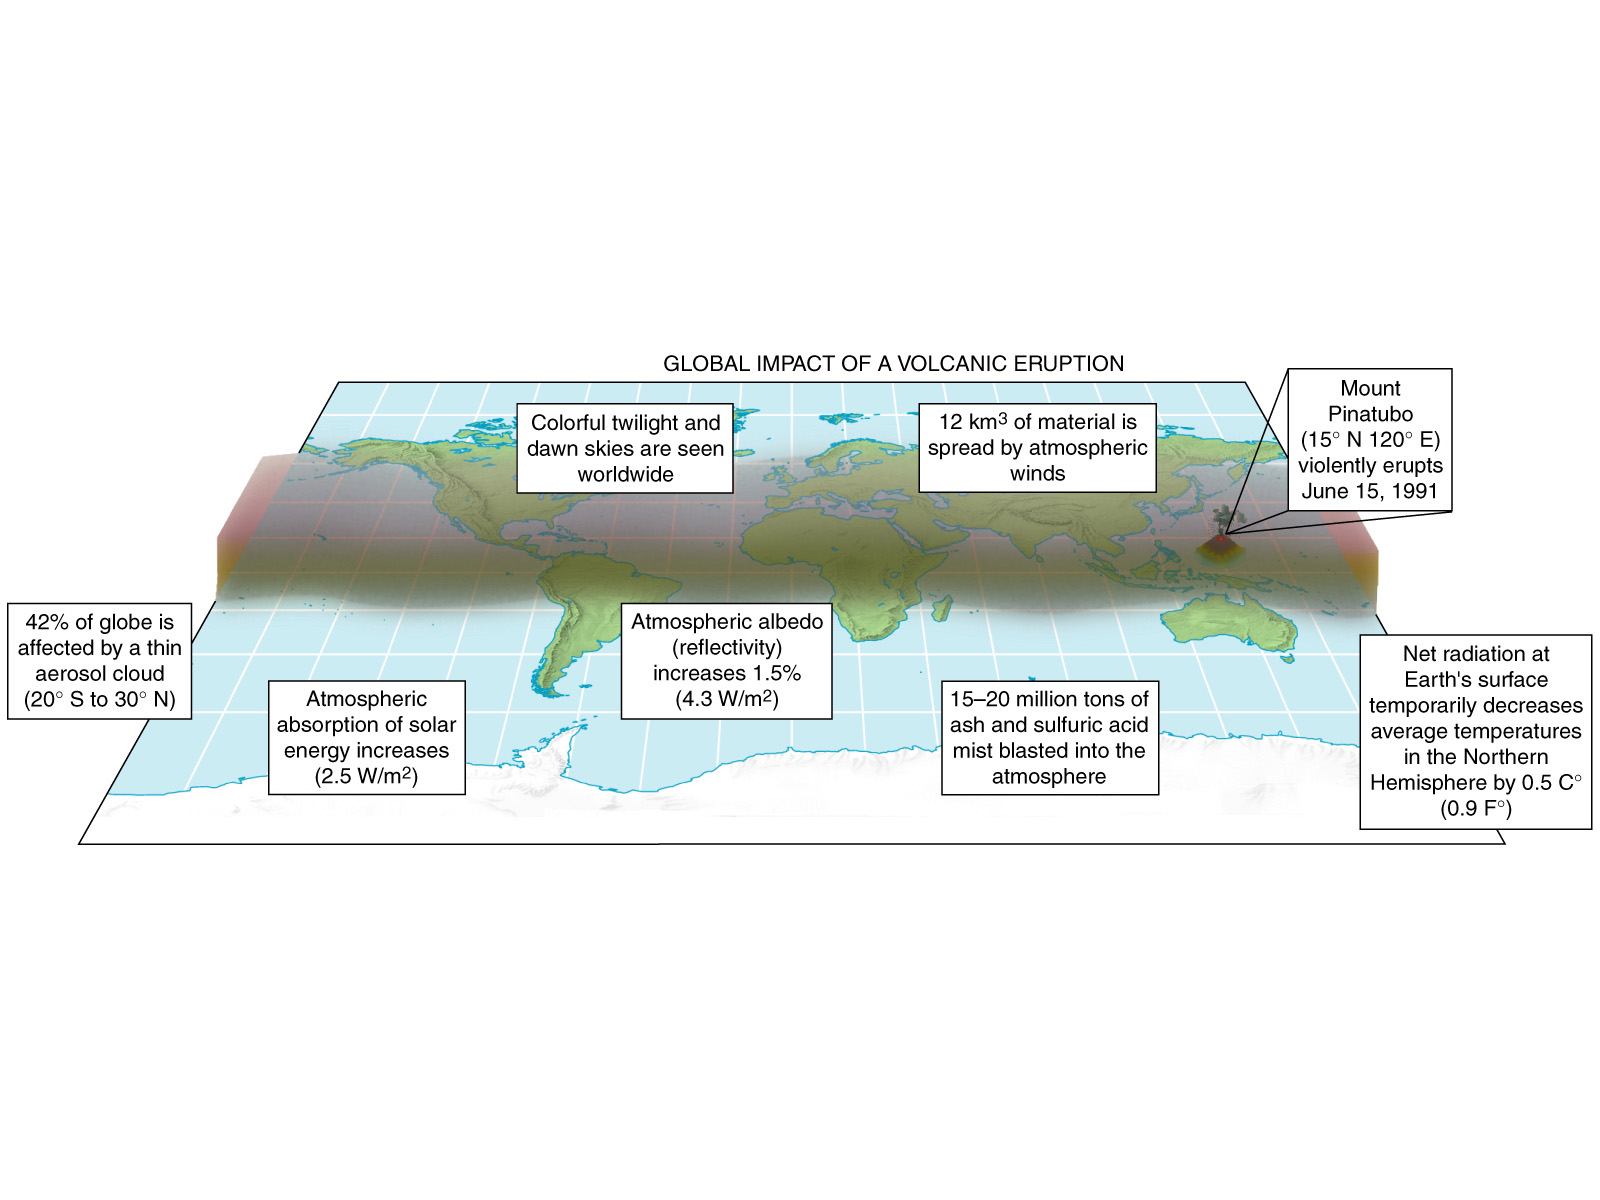 GLOBAL IMPACT OF A VOLCANIC ERUPTION
Mount
Pinatubo
(15° N 120° E)
violently erupts
June 15, 1991
Colorful twilight and
dawn skies are seen
worldwide
12 km³ of material is
spread by atmospheric
winds
42% of globe is
affected by a thin
aerosol cloud
(20° S to 30° N)
Atmospheric albedo
(reflectivity)
increases 1.5%
(4.3 W/m²)
Net radiation at
Earth's surface
temporarily decreases
average temperatures
in the Northern
Hemisphere by 0.5 C°
(0.9 F°)
Atmospheric
absorption of solar
energy increases
(2.5 W/m²)
15–20 million tons of
ash and sulfuric acid
mist blasted into the
atmosphere